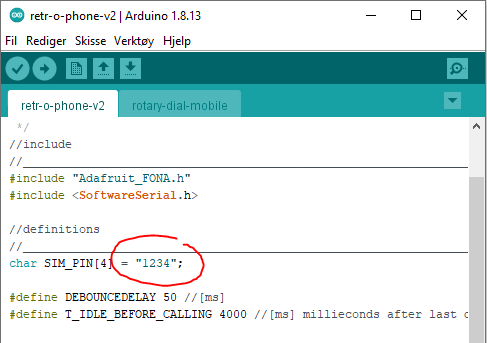 retr-o-phone-v2 | Arduino 1.8.13
Fil Rediger Skisse Verktøy Hjelp
retr-o-phone-v2 rotary-dial-mobile
*/
//include
//
#include "Adafruit_FONA.h"
#include <SoftwareSerial.h>
//definitions
//
char SIM_PIN[4] = "1234";
#define DEBOUNCEDELAY 50 //[ms]
#define T_IDLE_BEFORE_CALLING 4000 //[ms] millieconds after last